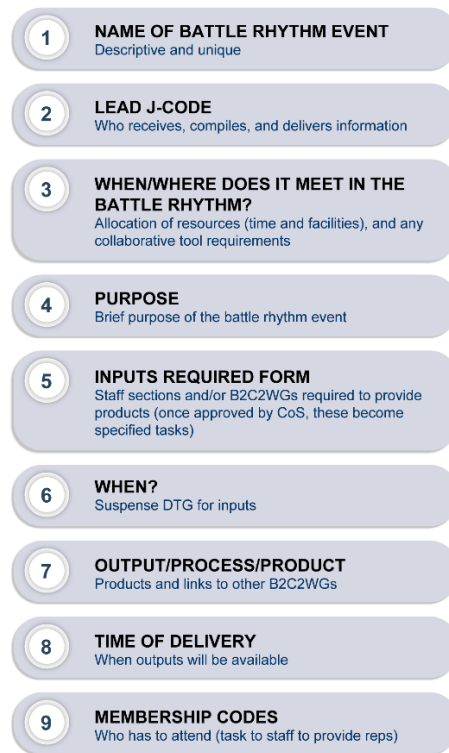 1
NAME OF BATTLE RHYTHM EVENT
Descriptive and unique
2
LEAD J-CODE
Who receives, compiles, and delivers information
3
WHEN/WHERE DOES IT MEET IN THE
BATTLE RHYTHM?
Allocation of resources (time and facilities), and any
collaborative tool requirements
4
PURPOSE
Brief purpose of the battle rhythm event
5
INPUTS REQUIRED FORM
Staff sections and/or B2C2WGs required to provide
products (once approved by CoS, these become
specified tasks)
6
WHEN?
Suspense DTG for inputs
7
OUTPUT/PROCESS/PRODUCT
Products and links to other B2C2WGs
8
TIME OF DELIVERY
When outputs will be available
9
MEMBERSHIP CODES
Who has to attend (task to staff to provide reps)